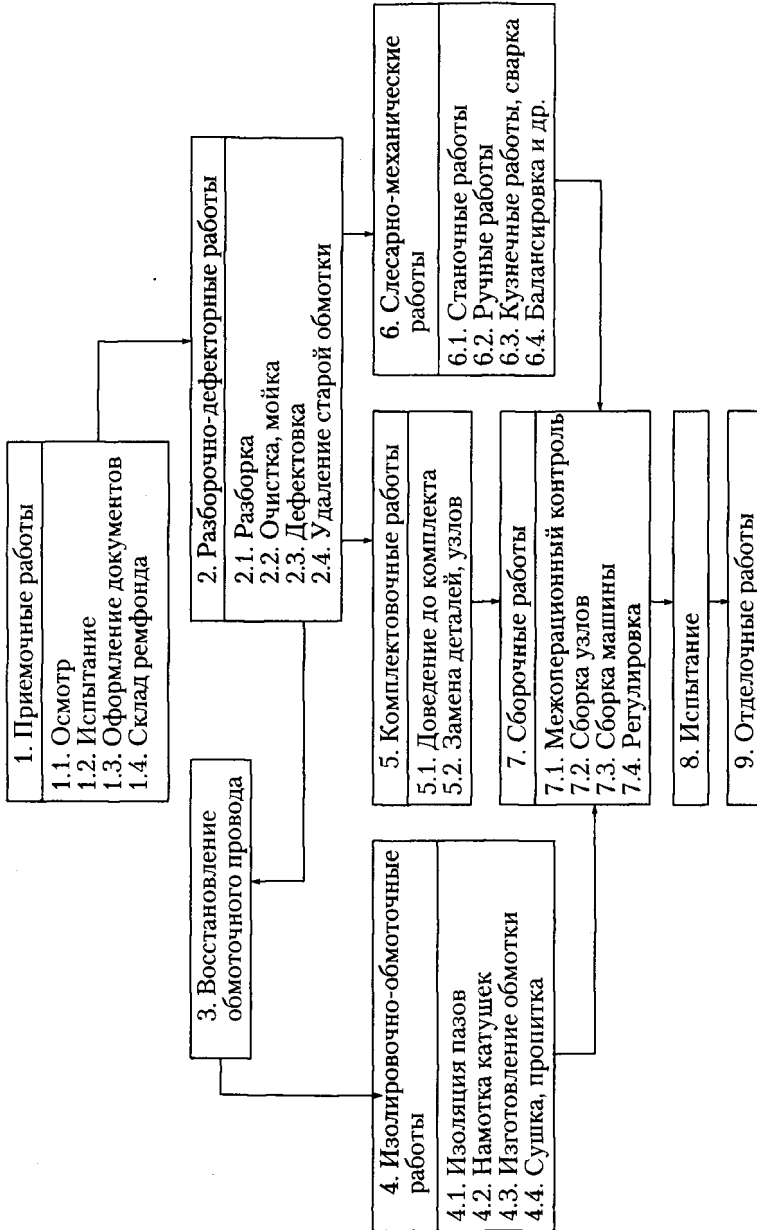 1. Приемочные работы
1.1. Осмотр
1.2. Испытание
1.3. Оформление документов
1.4. Склад ремфонда
2. Разборочно-дефекторные работы
2.1. Разборка
2.2. Очистка, мойка
2.3. Дефектовка
2.4. Удаление старой обмотки
3. Восстановление
обмоточного провода
4. Изолировочно-обмоточные
работы
4.1. Изоляция пазов
4.2. Намотка катушек
4.3. Изготовление обмотки
4.4. Сушка, пропитка
5. Комплектовочные работы
5.1. Доведение до комплекта
5.2. Замена деталей, узлов
6. Слесарно-механические
работы
6.1. Станочные работы
6.2. Ручные работы
6.3. Кузнечные работы, сварка
6.4. Балансировка и др.
7. Сборочные работы
7.1. Межоперационный контроль
7.2. Сборка узлов
7.3. Сборка машины
7.4. Регулировка
8. Испытание
9. Отделочные работы